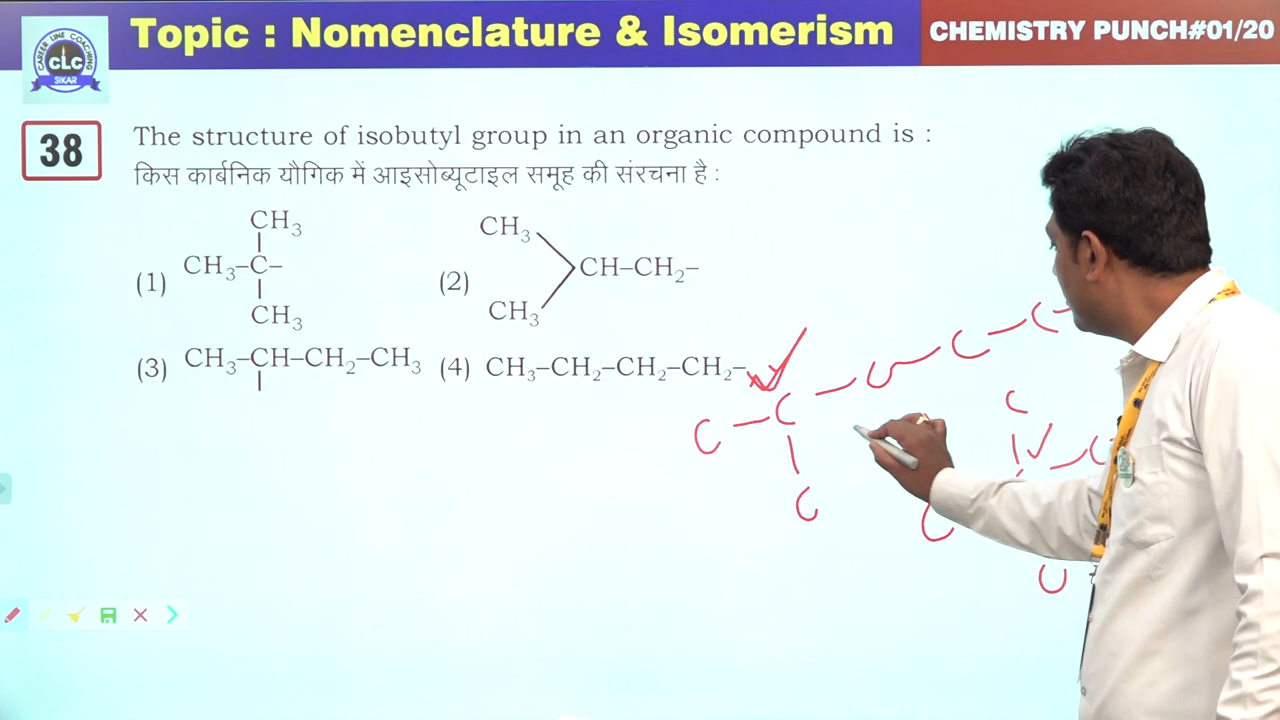 CAREER LINE COACHING
CLC
SIKAR
Topic : Nomenclature & Isomerism
CHEMISTRY PUNCH#01/20
38
The structure of isobutyl group in an organic compound is :
किस कार्बनिक यौगिक में आइसोब्यूटाइल समूह की संरचना है :
CH₃
(1) CH₃–C–
CH₃
CH₃
(2) CH–CH₂–
CH₃
(3) CH₃–CH–CH₂–CH₃
(4) CH₃–CH₂–CH₂–CH₂–
C – C – C – C – C
C
C
C
C
C